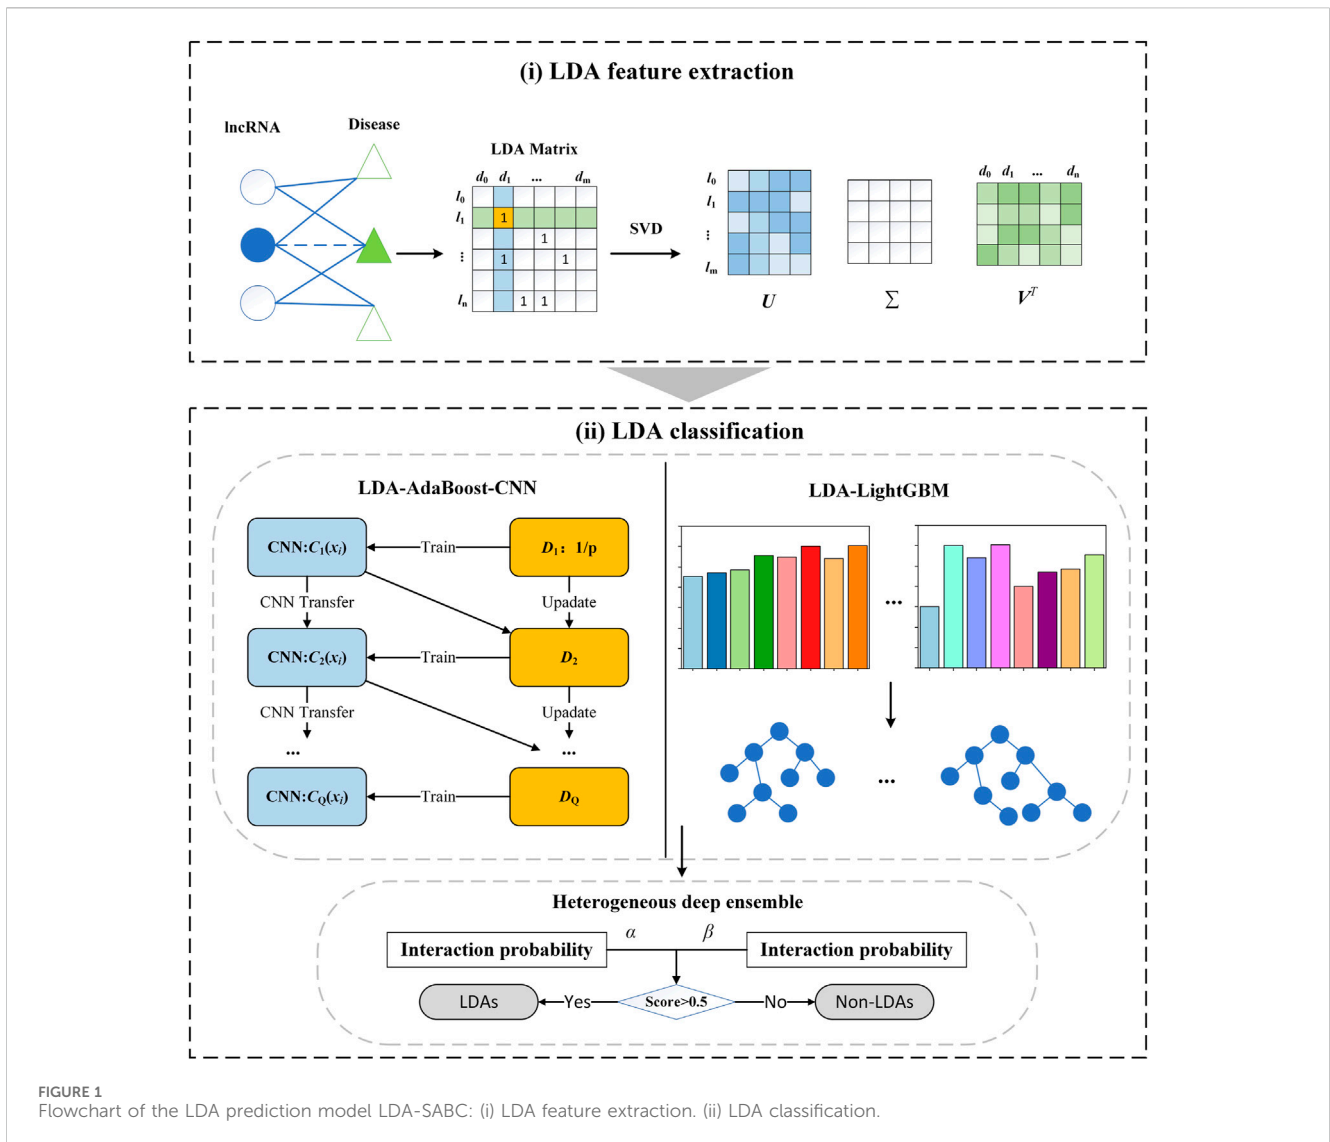 (i) LDA feature extraction
lncRNA
Disease
LDA Matrix
d0 d1 ... dm
l0
l1
⋮
ln
1
1
1 1
1 1
SVD
l0
l1
⋮
lm
U
Σ
d0 d1 ... dn
V^T
(ii) LDA classification
LDA-AdaBoost-CNN
CNN:C1(xi)
Train
D1: 1/p
CNN Transfer
Upadate
CNN:C2(xi)
Train
D2
CNN Transfer
Upadate
...
...
CNN:CQ(xi)
Train
DQ
LDA-LightGBM
...
...
Heterogeneous deep ensemble
Interaction probability
α
β
Interaction probability
LDAs
Yes
Score>0.5
No
Non-LDAs
FIGURE 1
Flowchart of the LDA prediction model LDA-SABC: (i) LDA feature extraction. (ii) LDA classification.